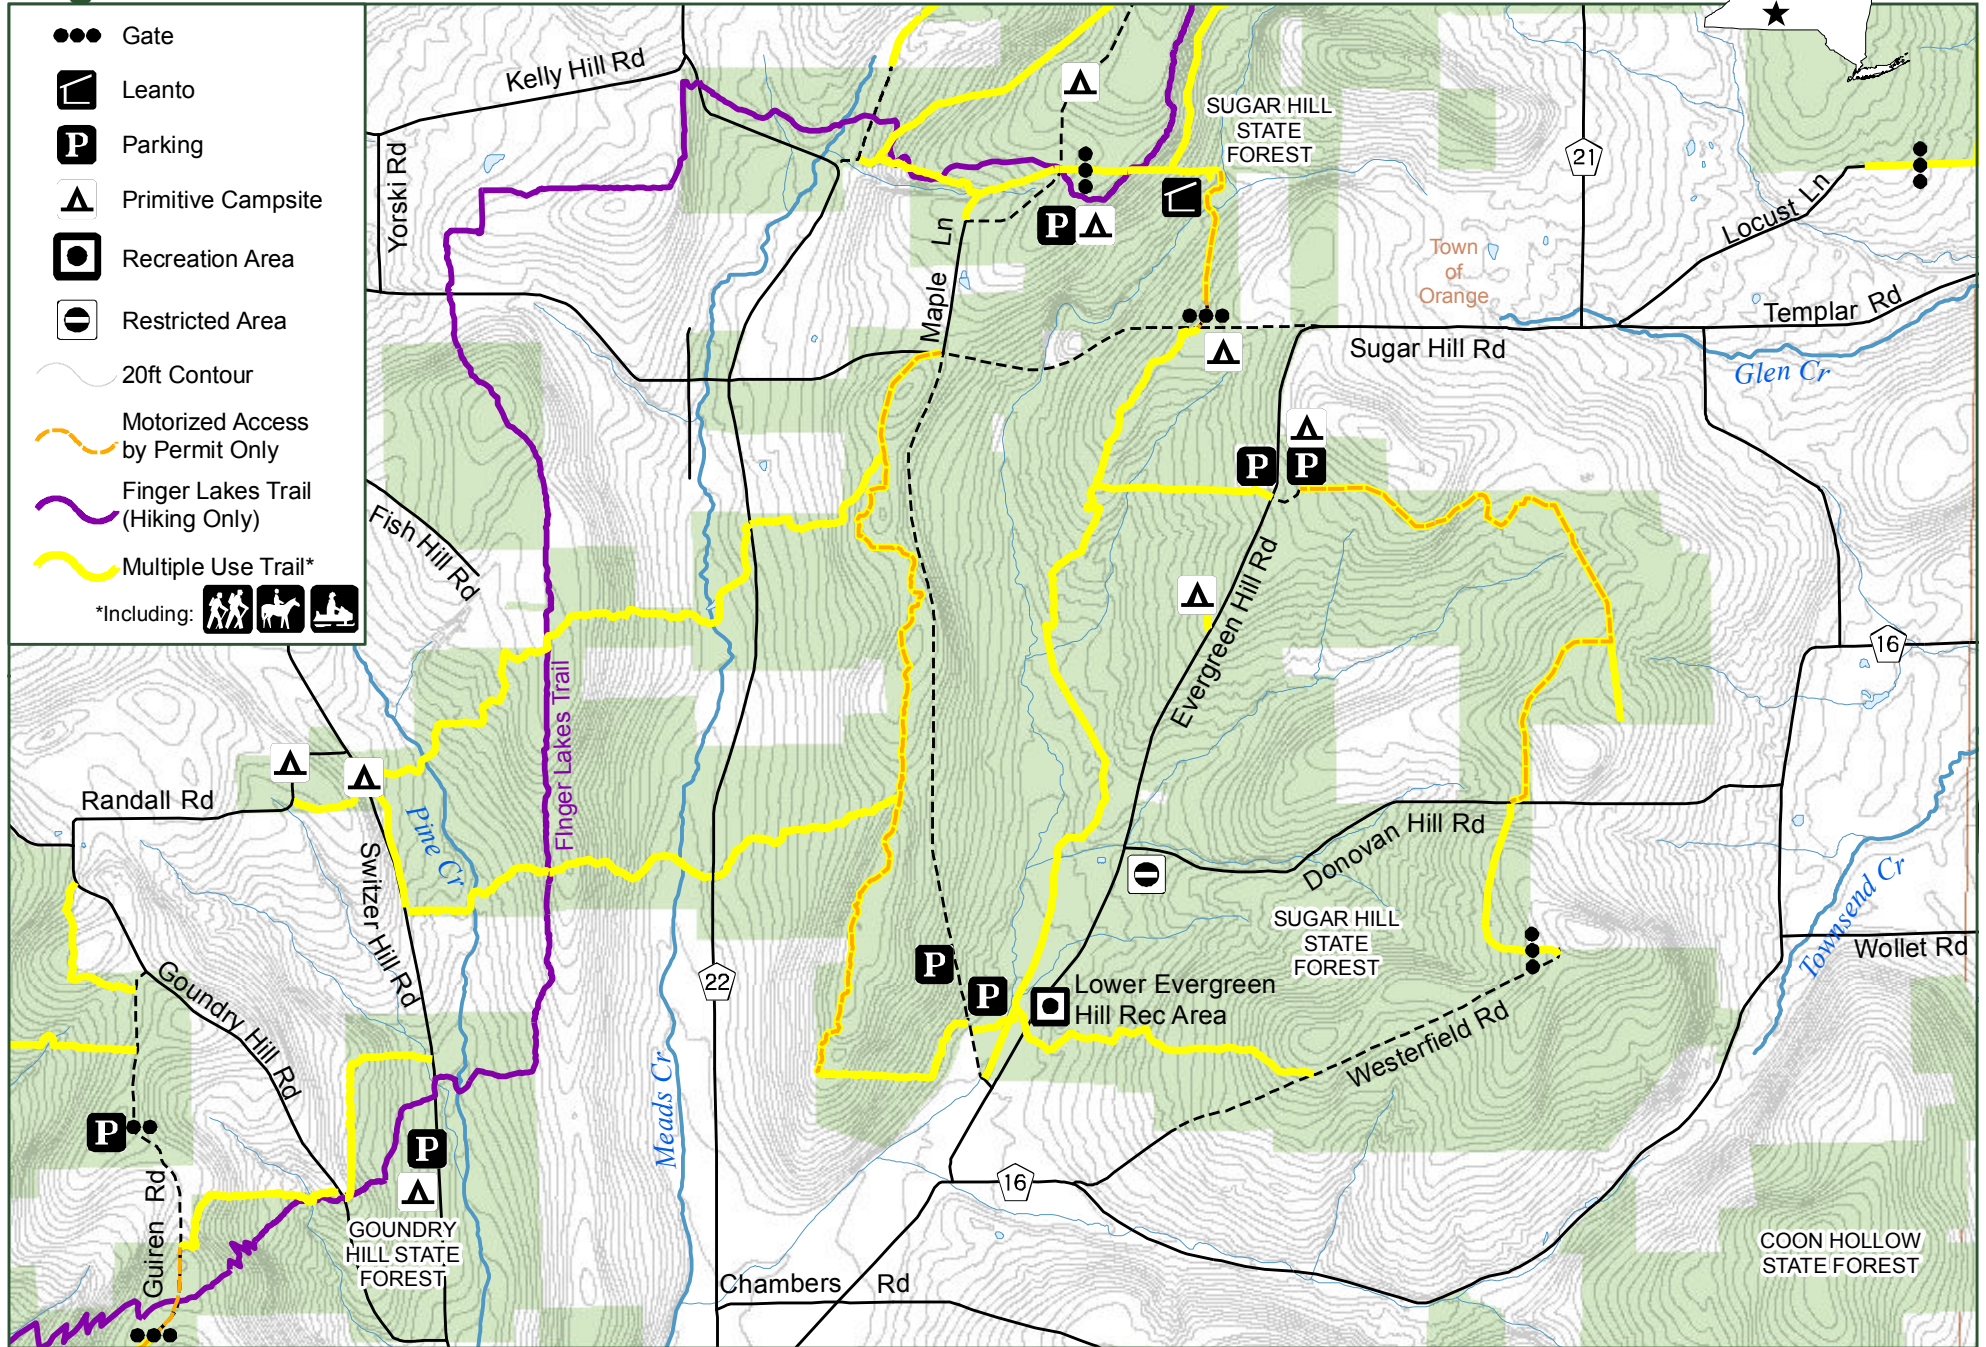 Gate
Leanto
P
Parking
Primitive Campsite
Recreation Area
Restricted Area
20ft Contour
Motorized Access
by Permit Only
Finger Lakes Trail
(Hiking Only)
Multiple Use Trail*
*Including:
Kelly Hill Rd
Yorski Rd
SUGAR HILL
STATE
FOREST
21
Locust Ln
P
Maple Ln
Town
of
Orange
Templar Rd
Sugar Hill Rd
Glen Cr
P
P
Fish Hill Rd
Evergreen Hill Rd
16
FInger Lakes Trail
Randall Rd
Pine Cr
Switzer Hill Rd
Donovan Hill Rd
Townsend Cr
Wollet Rd
SUGAR HILL
STATE
FOREST
Goundry Hill Rd
22
P
P
Lower Evergreen
Hill Rec Area
Westerfield Rd
Meads Cr
P
P
Guiren Rd
16
GOUNDRY
HILL STATE
FOREST
COON HOLLOW
STATE FOREST
Chambers Rd